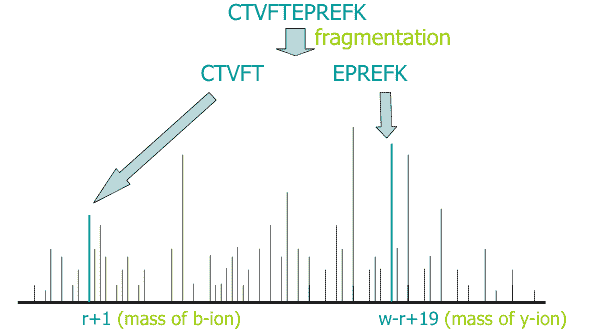 CTVFTEPREFK
fragmentation
CTVFT EPREFK
r+1 (mass of b-ion) w-r+19 (mass of y-ion)